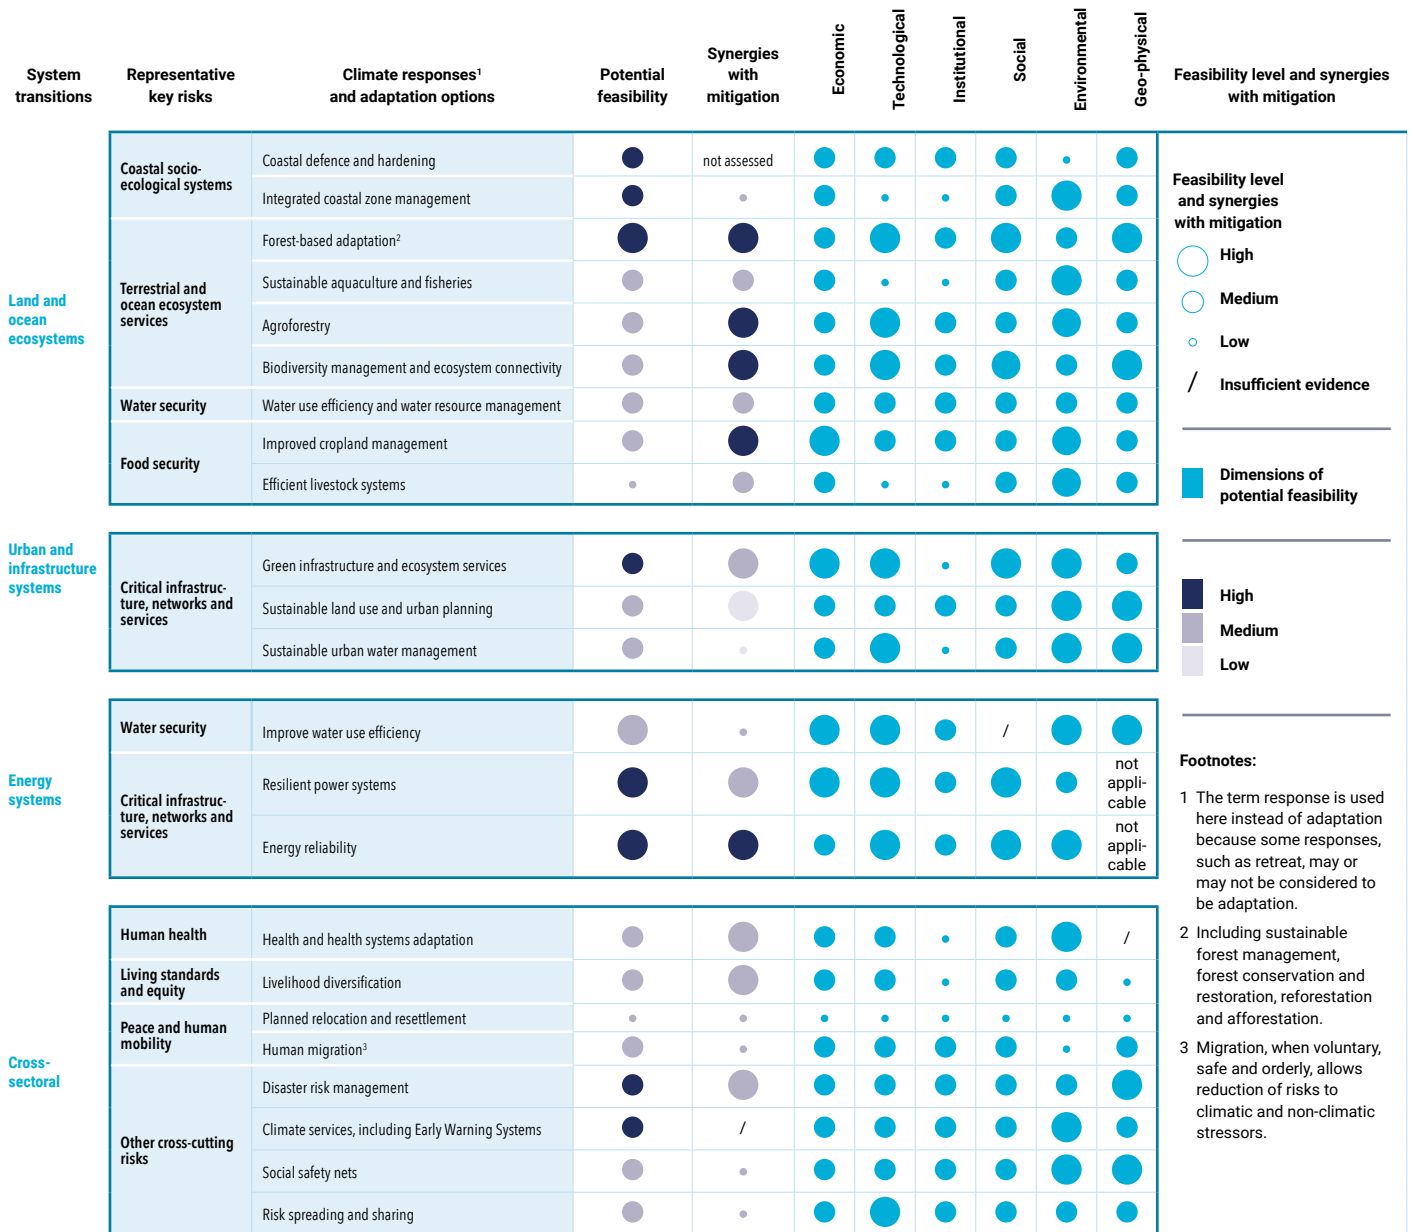 System
transitions
Representative
key risks
Climate responses1
and adaptation options
Potential
feasibility
Synergies
with
mitigation
Economic
Technological
Institutional
Social
Environmental
Geo-physical
Feasibility level and synergies
with mitigation
Land and
ocean
ecosystems
Coastal socio-
ecological systems
Coastal defence and hardening
not assessed
Integrated coastal zone management
Terrestrial and
ocean ecosystem
services
Forest-based adaptation2
Sustainable aquaculture and fisheries
Agroforestry
Biodiversity management and ecosystem connectivity
Water security
Water use efficiency and water resource management
Food security
Improved cropland management
Efficient livestock systems
Urban and
infrastructure
systems
Critical infrastruc-
ture, networks and
services
Green infrastructure and ecosystem services
Sustainable land use and urban planning
Sustainable urban water management
Energy
systems
Water security
Improve water use efficiency
/
Critical infrastruc-
ture, networks and
services
Resilient power systems
not
appli-
cable
Energy reliability
not
appli-
cable
Cross-
sectoral
Human health
Health and health systems adaptation
/
Living standards
and equity
Livelihood diversification
Peace and human
mobility
Planned relocation and resettlement
Human migration3
Other cross-cutting
risks
Disaster risk management
Climate services, including Early Warning Systems
/
Social safety nets
Risk spreading and sharing
Feasibility level
and synergies
with mitigation
High
Medium
Low
/ Insufficient evidence
Dimensions of
potential feasibility
High
Medium
Low
Footnotes:
1 The term response is used
here instead of adaptation
because some responses,
such as retreat, may or
may not be considered to
be adaptation.
2 Including sustainable
forest management,
forest conservation and
restoration, reforestation
and afforestation.
3 Migration, when voluntary,
safe and orderly, allows
reduction of risks to
climatic and non-climatic
stressors.